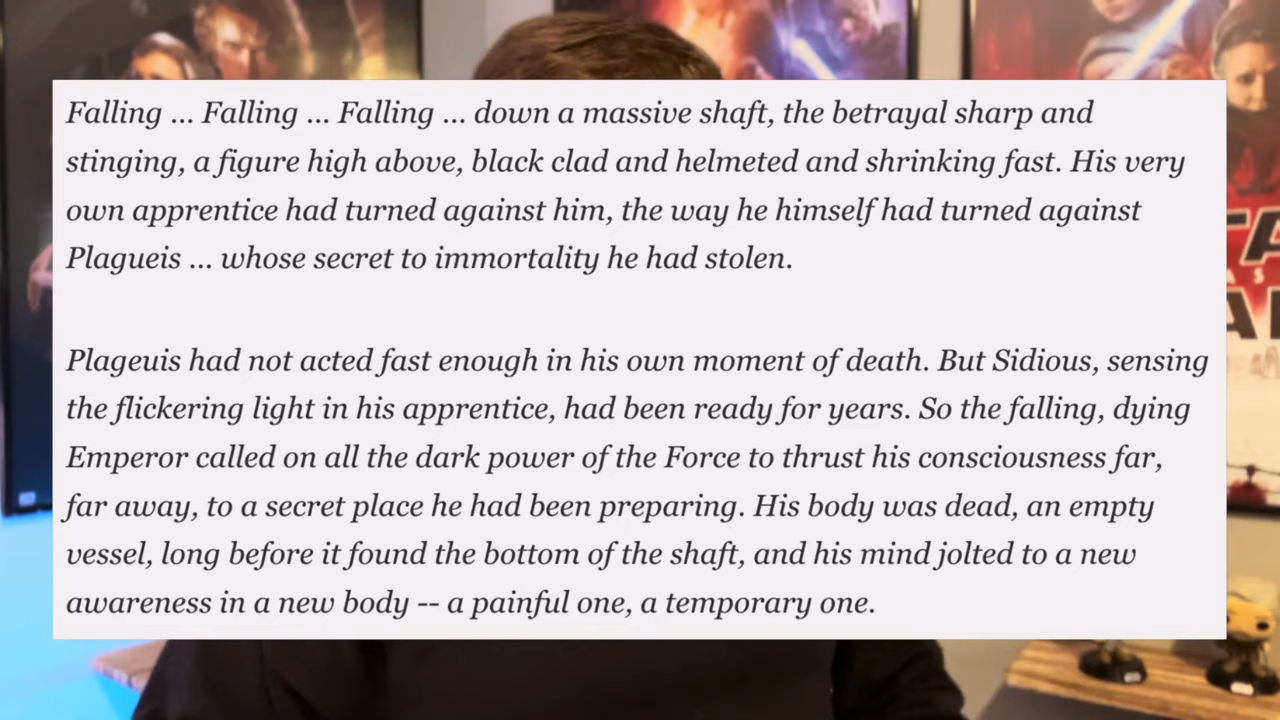 Falling ... Falling ... Falling ... down a massive shaft, the betrayal sharp and
stinging, a figure high above, black clad and helmeted and shrinking fast. His very
own apprentice had turned against him, the way he himself had turned against
Plagueis ... whose secret to immortality he had stolen.
Plageuis had not acted fast enough in his own moment of death. But Sidious, sensing
the flickering light in his apprentice, had been ready for years. So the falling, dying
Emperor called on all the dark power of the Force to thrust his consciousness far,
far away, to a secret place he had been preparing. His body was dead, an empty
vessel, long before it found the bottom of the shaft, and his mind jolted to a new
awareness in a new body -- a painful one, a temporary one.